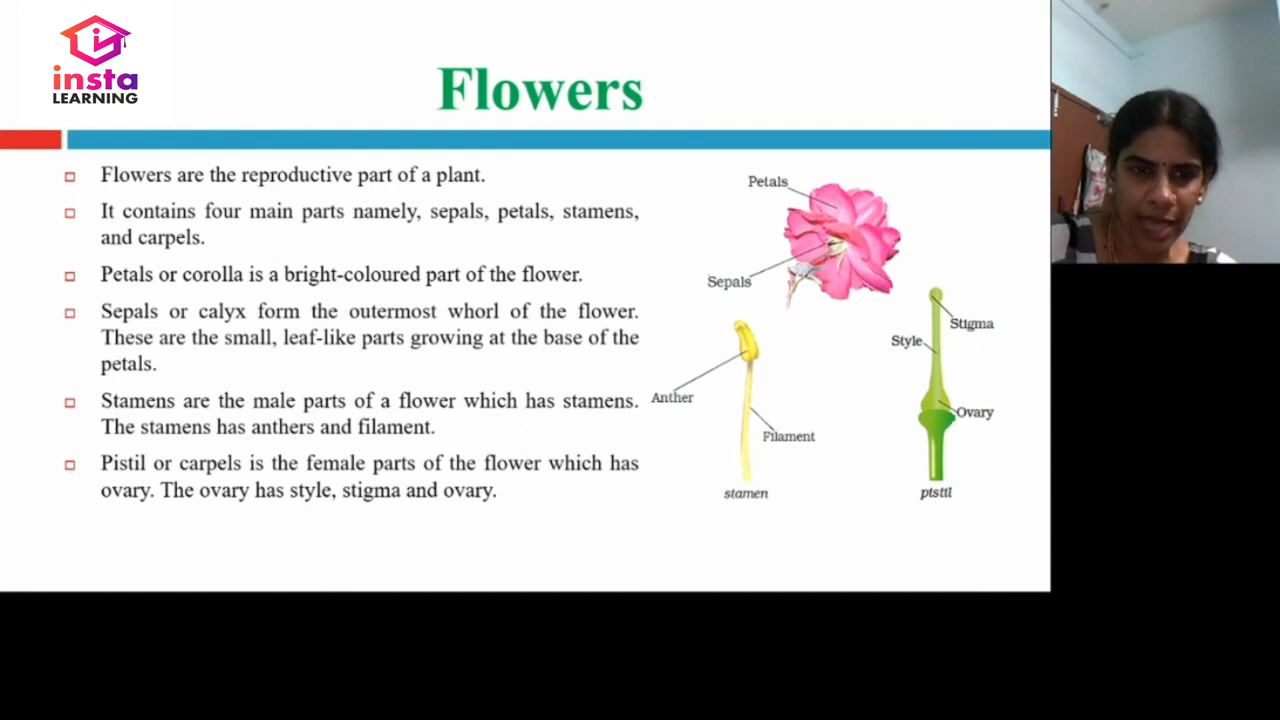 insta
LEARNING
Flowers
Flowers are the reproductive part of a plant.
It contains four main parts namely, sepals, petals, stamens,
and carpels.
Petals or corolla is a bright-coloured part of the flower.
Sepals or calyx form the outermost whorl of the flower.
These are the small, leaf-like parts growing at the base of the
petals.
Stamens are the male parts of a flower which has stamens.
The stamens has anthers and filament.
Pistil or carpels is the female parts of the flower which has
ovary. The ovary has style, stigma and ovary.
Petals
Sepals
Stigma
Style
Anther
Ovary
Filament
stamen
pistil